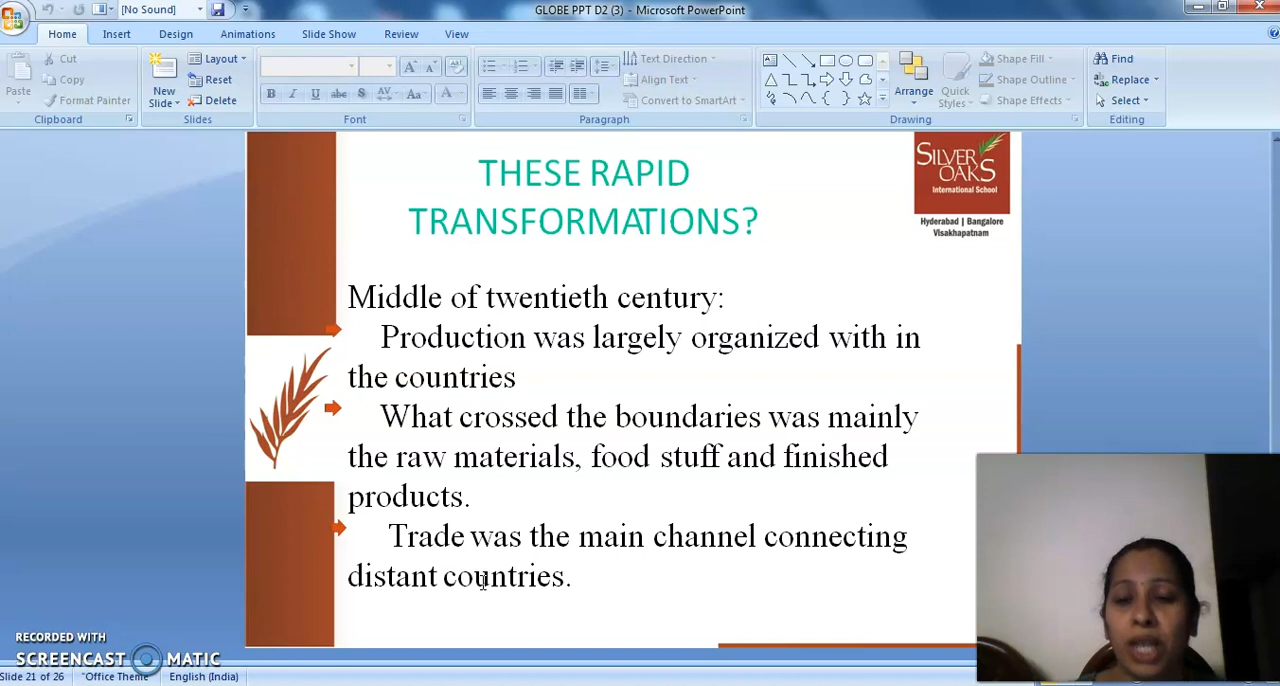 GLOBE PPT D2 (3) - Microsoft PowerPoint
[No Sound]
Home Insert Design Animations Slide Show Review View
Cut
Copy
Format Painter
Paste
Clipboard
New
Slide
Layout
Reset
Delete
Slides
B I U abc S AV Aa A
Font
Text Direction
Align Text
Convert to SmartArt
Paragraph
Arrange
Quick
Styles
Shape Fill
Shape Outline
Shape Effects
Drawing
Find
Replace
Select
Editing
THESE RAPID
TRANSFORMATIONS?
SILVER
OAKS
International School
Hyderabad | Bangalore
Visakhapatnam
Middle of twentieth century:
Production was largely organized with in
the countries
What crossed the boundaries was mainly
the raw materials, food stuff and finished
products.
Trade was the main channel connecting
distant countries.
RECORDED WITH
SCREENCAST MATIC
Slide 21 of 26 "Office Theme" English (India)